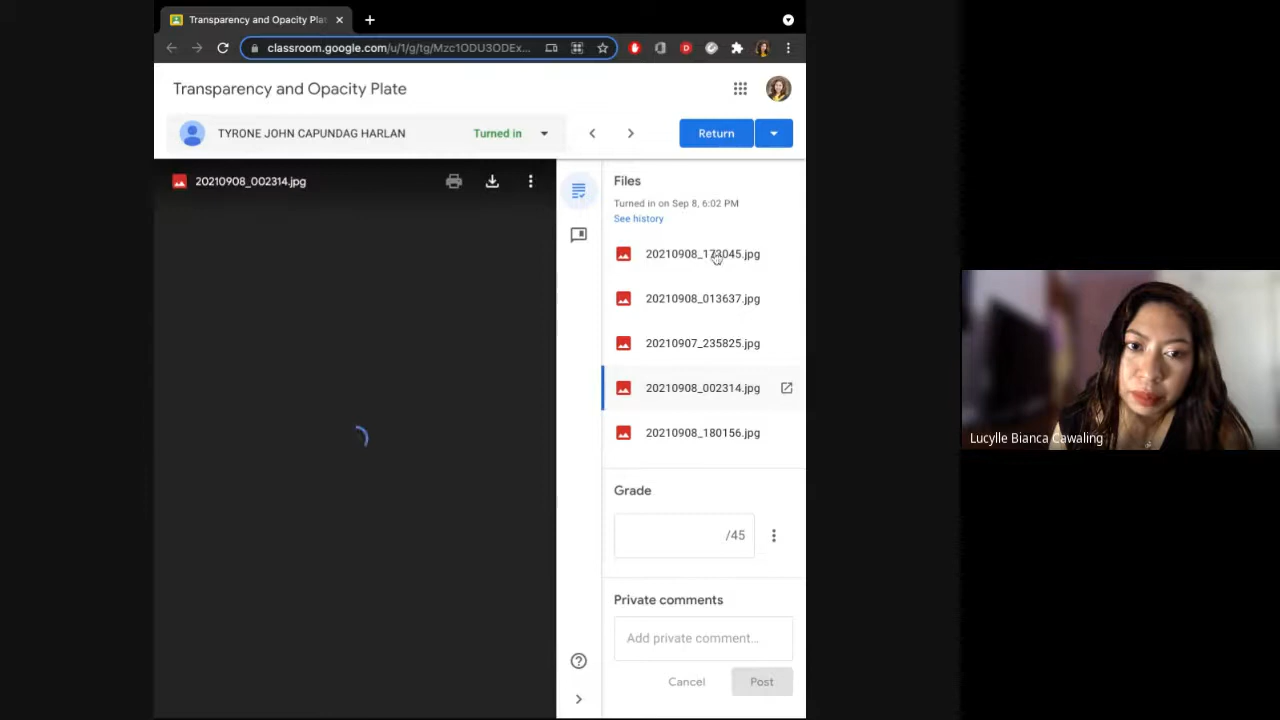 Transparency and Opacity Plat
classroom.google.com/u/1/g/tg/Mzc1ODU3ODEx...
Transparency and Opacity Plate
TYRONE JOHN CAPUNDAG HARLAN
Turned in
Return
20210908_002314.jpg
Files
Turned in on Sep 8, 6:02 PM
See history
20210908_173045.jpg
20210908_013637.jpg
20210907_235825.jpg
20210908_002314.jpg
20210908_180156.jpg
Grade
/45
Private comments
Add private comment...
Cancel
Post
Lucylle Bianca Cawaling